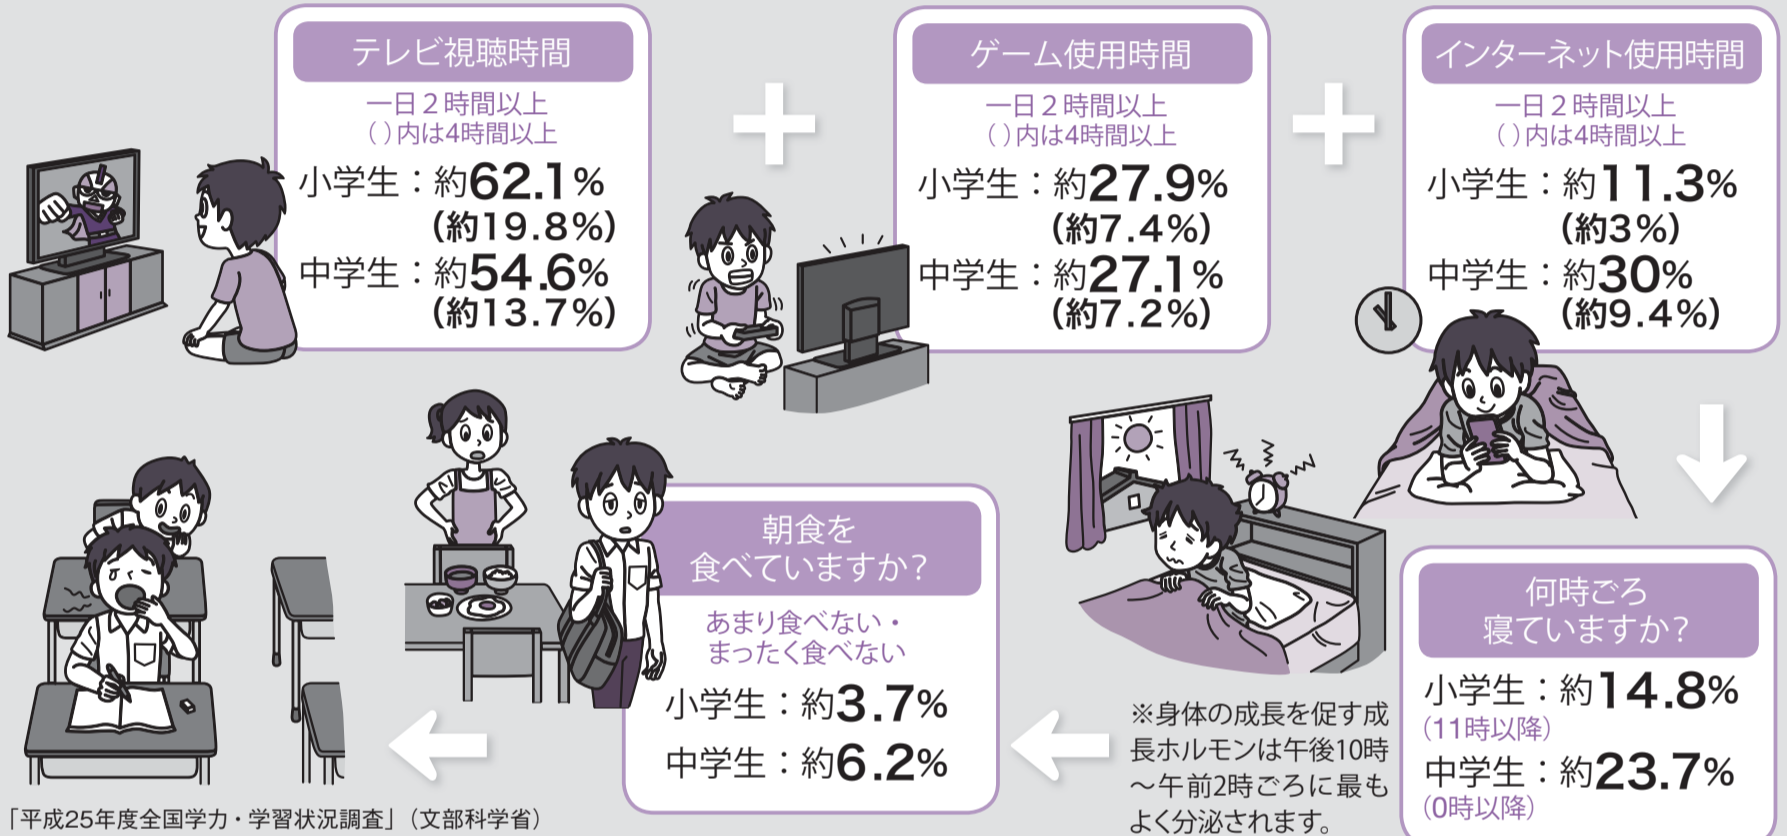 テレビ視聴時間
一日２時間以上
（ ）内は4時間以上
小学生：約62.1%
(約19.8%)
中学生：約54.6%
(約13.7%)
ゲーム使用時間
一日２時間以上
（ ）内は4時間以上
小学生：約27.9%
(約7.4%)
中学生：約27.1%
(約7.2%)
インターネット使用時間
一日２時間以上
（ ）内は4時間以上
小学生：約11.3%
(約3%)
中学生：約30%
(約9.4%)
何時ごろ
寝ていますか？
小学生：約14.8%
(11時以降)
中学生：約23.7%
(0時以降)
※身体の成長を促す成
長ホルモンは午後10時
～午前2時ごろに最も
よく分泌されます。
朝食を
食べていますか？
あまり食べない・
まったく食べない
小学生：約3.7%
中学生：約6.2%
「平成25年度全国学力・学習状況調査」（文部科学省）